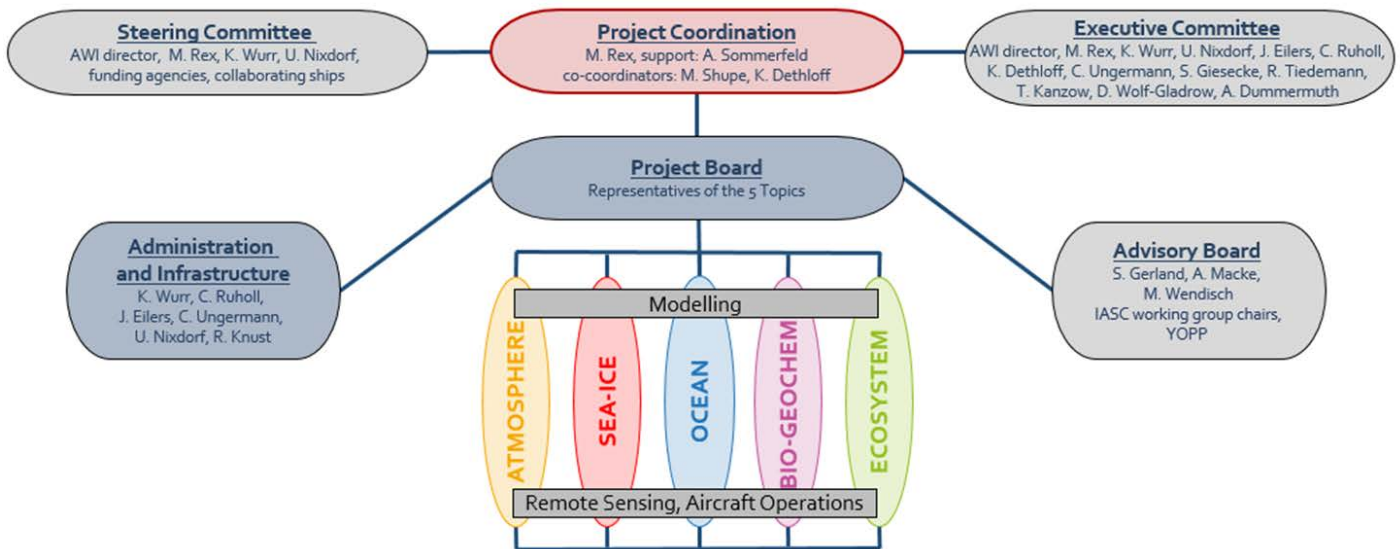 Steering Committee
AWI director, M. Rex, K. Wurr, U. Nixdorf,
funding agencies, collaborating ships
Project Coordination
M. Rex, support: A. Sommerfeld
co-coordinators: M. Shupe, K. Dethloff
Executive Committee
AWI director, M. Rex, K. Wurr, U. Nixdorf, J. Eilers, C. Ruholl,
K. Dethloff, C. Ungermann, S. Giesecke, R. Tiedemann,
T. Kanzow, D. Wolf-Gladrow, A. Dummermuth
Project Board
Representatives of the 5 Topics
Administration
and Infrastructure
K. Wurr, C. Ruholl,
J. Eilers, C. Ungermann,
U. Nixdorf, R. Knust
Advisory Board
S. Gerland, A. Macke,
M. Wendisch
IASC working group chairs,
YOPP
Modelling
ATMOSPHERE
SEA-ICE
OCEAN
BIO-GEOCHEM
ECOSYSTEM
Remote Sensing, Aircraft Operations